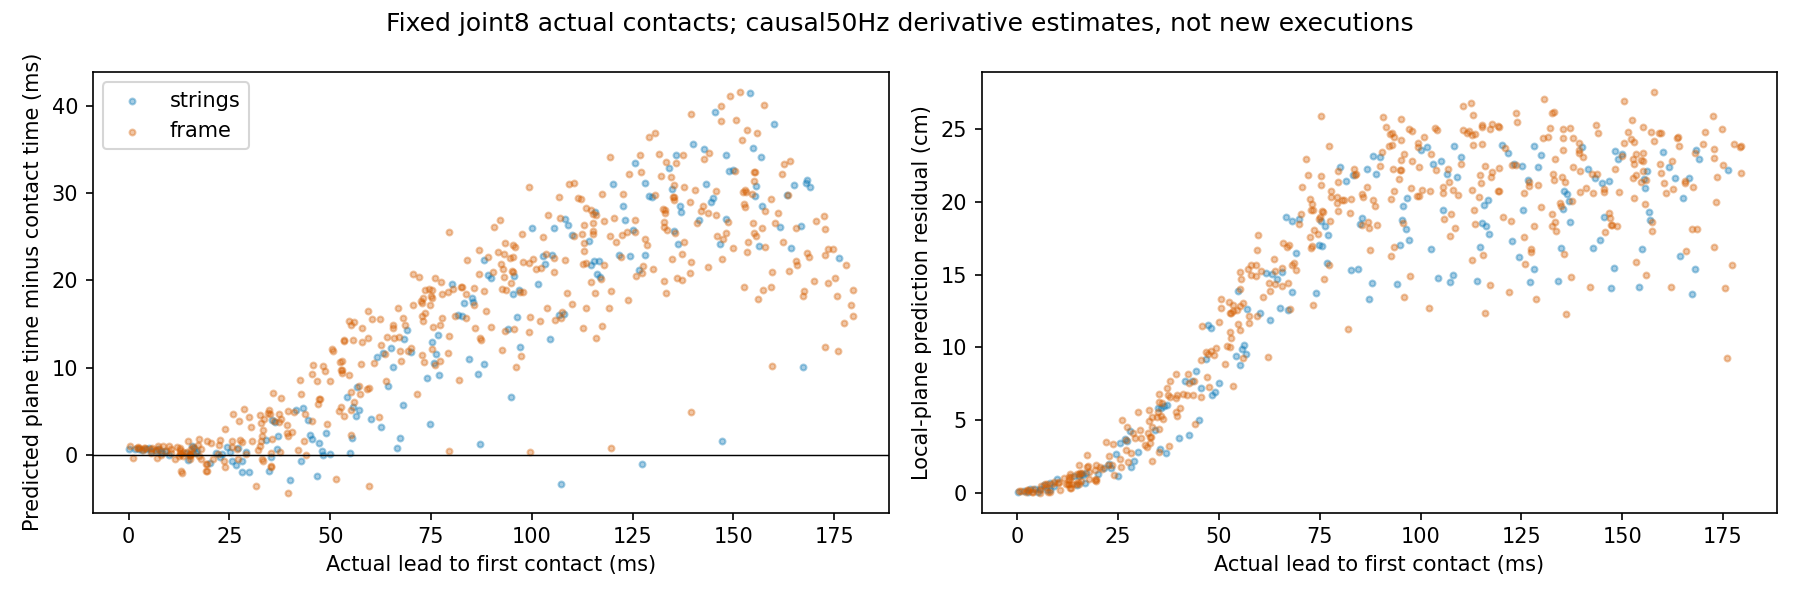 Fixed joint8 actual contacts; causal50Hz derivative estimates, not new executions
Predicted plane time minus contact time (ms)
40
30
20
10
0
strings
frame
0 25 50 75 100 125 150 175
Actual lead to first contact (ms)
Local-plane prediction residual (cm)
25
20
15
10
5
0
0 25 50 75 100 125 150 175
Actual lead to first contact (ms)